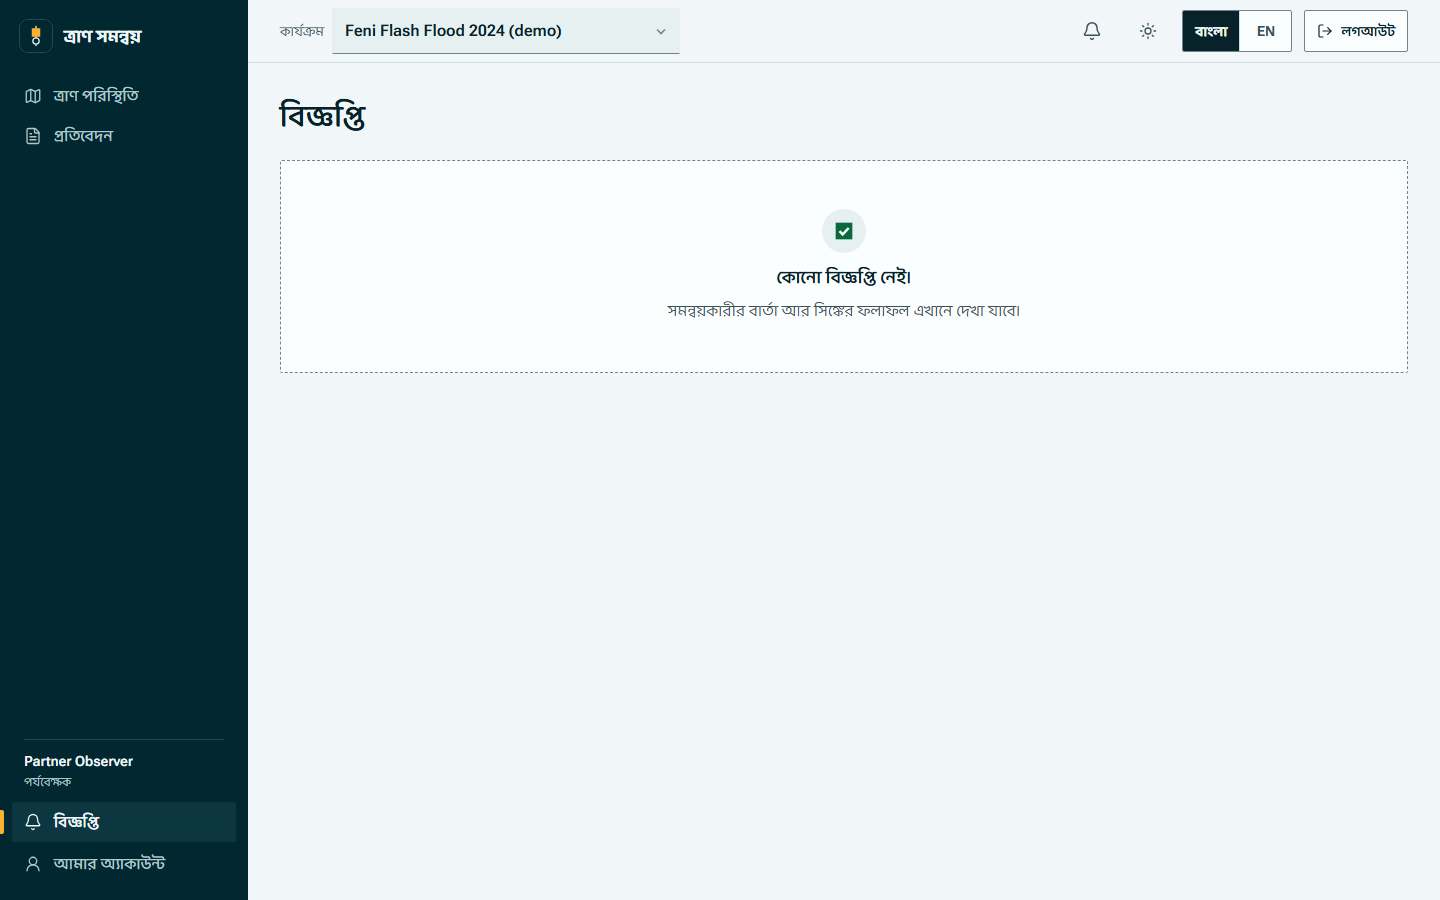 ত্রাণ সমন্বয়
ত্রাণ পরিস্থিতি
প্রতিবেদন
Partner Observer
পর্যবেক্ষক
বিজ্ঞপ্তি
আমার অ্যাকাউন্ট
কার্যক্রম
Feni Flash Flood 2024 (demo)
বাংলা
EN
লগআউট
বিজ্ঞপ্তি
কোনো বিজ্ঞপ্তি নেই।
সমন্বয়কারীর বার্তা আর সিঙ্কের ফলাফল এখানে দেখা যাবে।